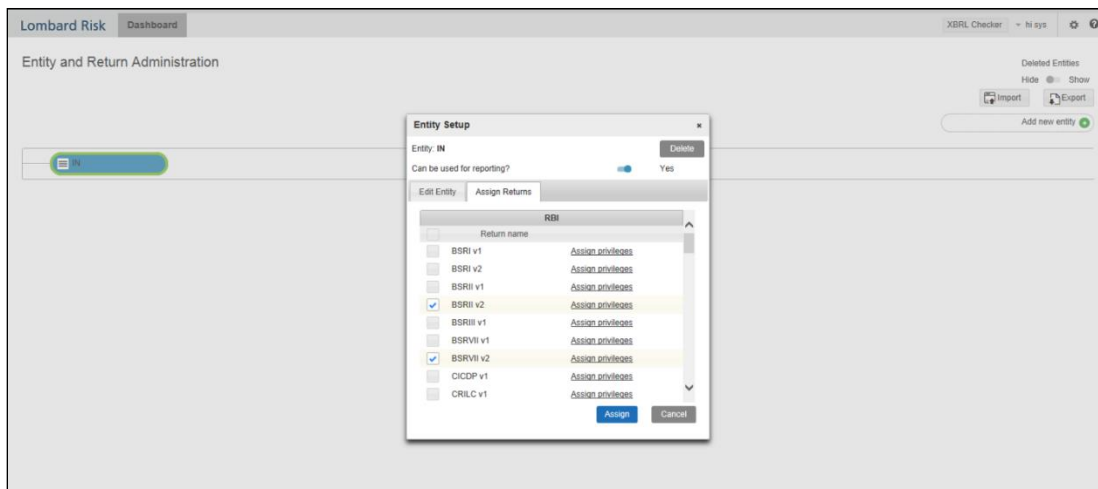 Lombard Risk Dashboard XBRL Checker hi sys
Entity and Return Administration
Deleted Entities
Hide Show
Import Export
Add new entity
IN
Entity Setup
Entity: IN Delete
Can be used for reporting? Yes
Edit Entity Assign Returns
RBI
Return name
BSRI v1 Assign privileges
BSRI v2 Assign privileges
BSRII v1 Assign privileges
BSRII v2 Assign privileges
BSRIII v1 Assign privileges
BSRVII v1 Assign privileges
BSRVII v2 Assign privileges
CICDP v1 Assign privileges
CRILC v1 Assign privileges
Assign Cancel